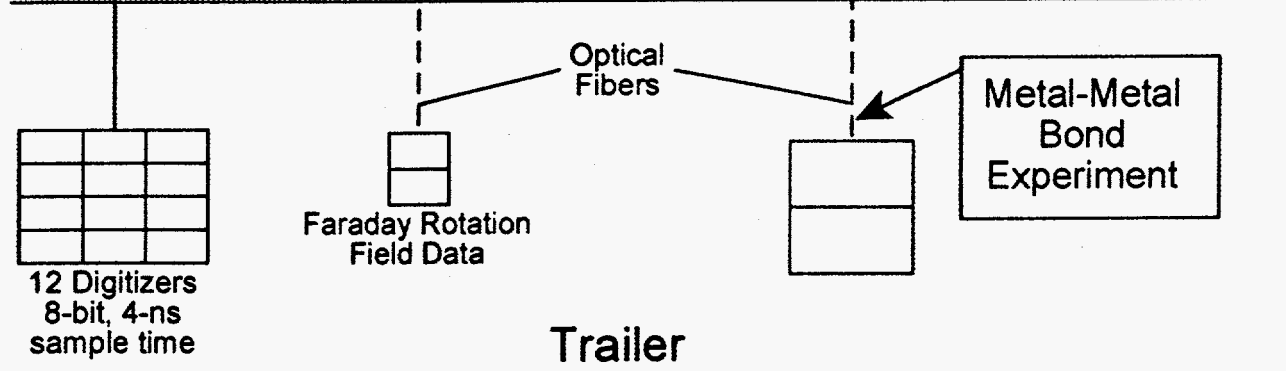 Optical
Fibers
Metal-Metal
Bond
Experiment
Faraday Rotation
Field Data
12 Digitizers
8-bit, 4-ns
sample time
Trailer